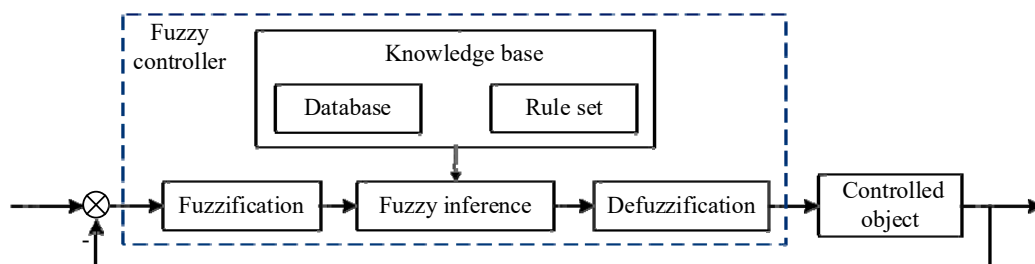 Fuzzy
controller
Knowledge base
Database
Rule set
Fuzzification
Fuzzy inference
Defuzzification
Controlled
object
-